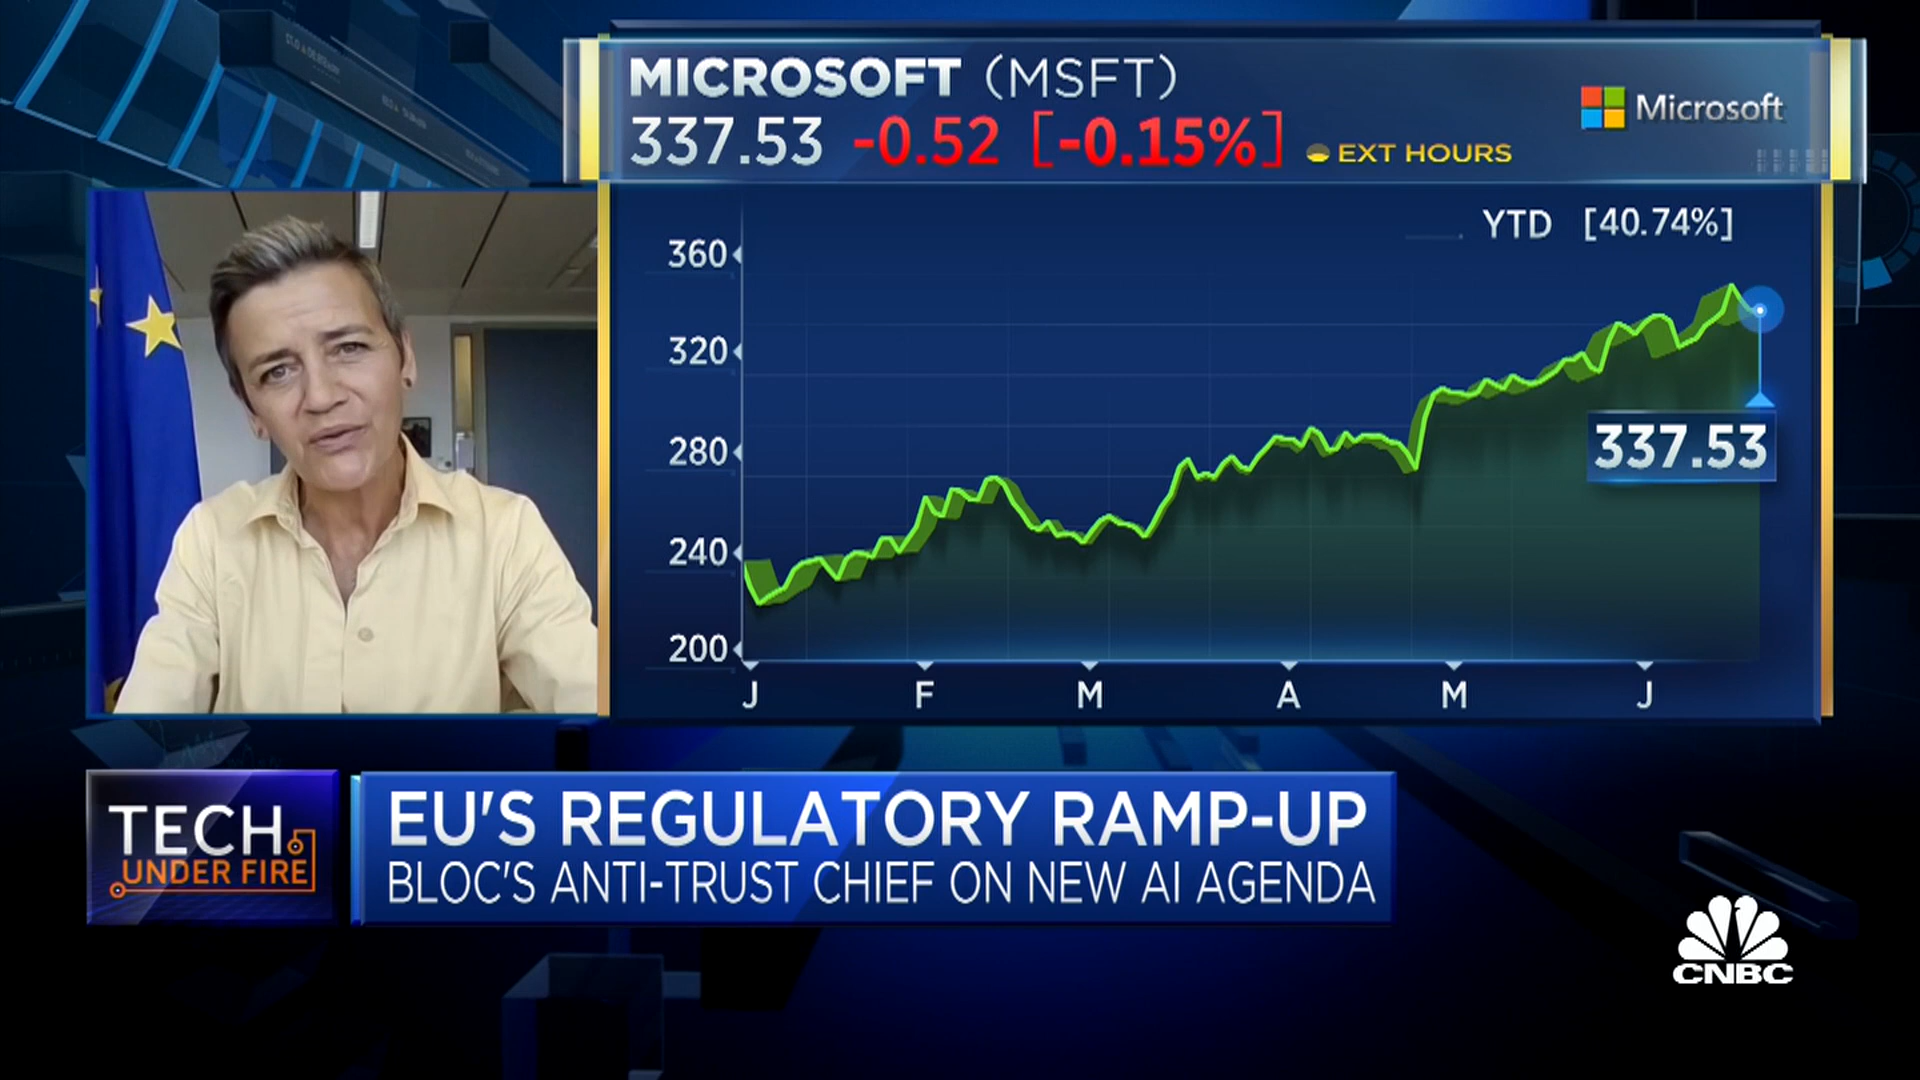 MICROSOFT (MSFT)
337.53 -0.52 [-0.15%] EXT HOURS
Microsoft
YTD [40.74%]
360
320
280
240
200
337.53
J F M A M J
TECH
UNDER FIRE
EU'S REGULATORY RAMP-UP
BLOC'S ANTI-TRUST CHIEF ON NEW AI AGENDA
CNBC